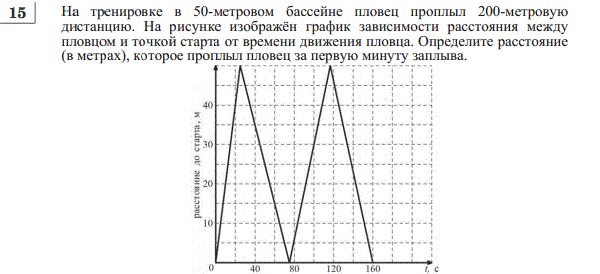 15
На тренировке в 50-метровом бассейне пловец проплыл 200-метровую
дистанцию. На рисунке изображён график зависимости расстояния между
пловцом и точкой старта от времени движения пловца. Определите расстояние
(в метрах), которое проплыл пловец за первую минуту заплыва.
расстояние до старта, м
40
30
20
10
0 40 80 120 160 t, с